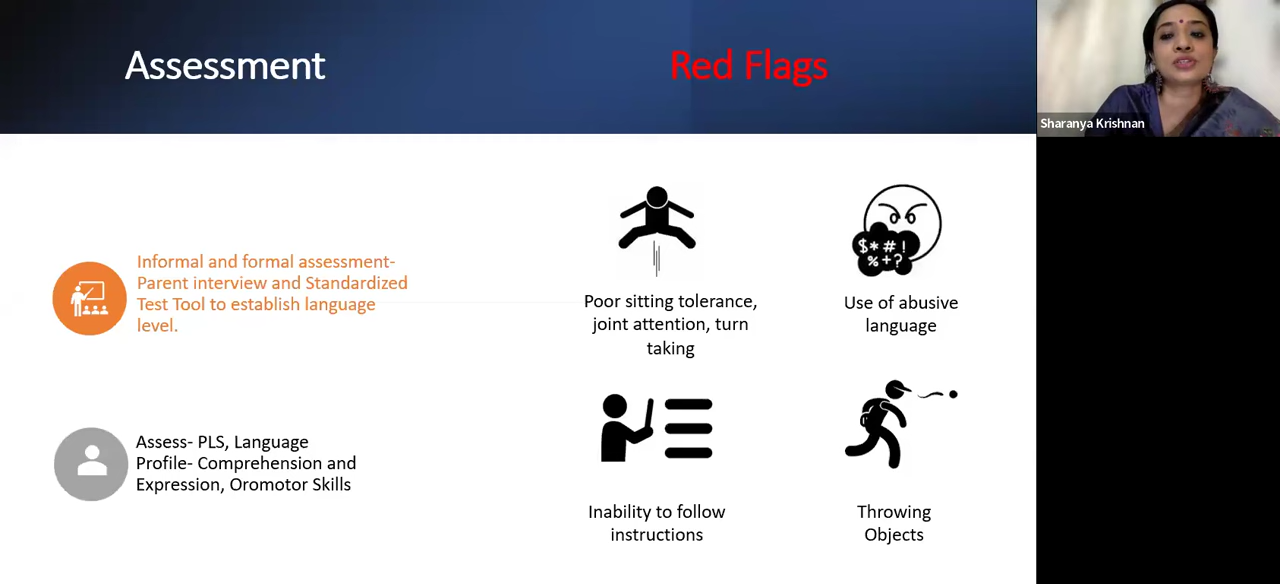 Assessment
Red Flags
Sharanya Krishnan
Informal and formal assessment-
Parent interview and Standardized
Test Tool to establish language
level.
Assess- PLS, Language
Profile- Comprehension and
Expression, Oromotor Skills
$*#!
%+?
Poor sitting tolerance,
joint attention, turn
taking
Use of abusive
language
Inability to follow
instructions
Throwing
Objects